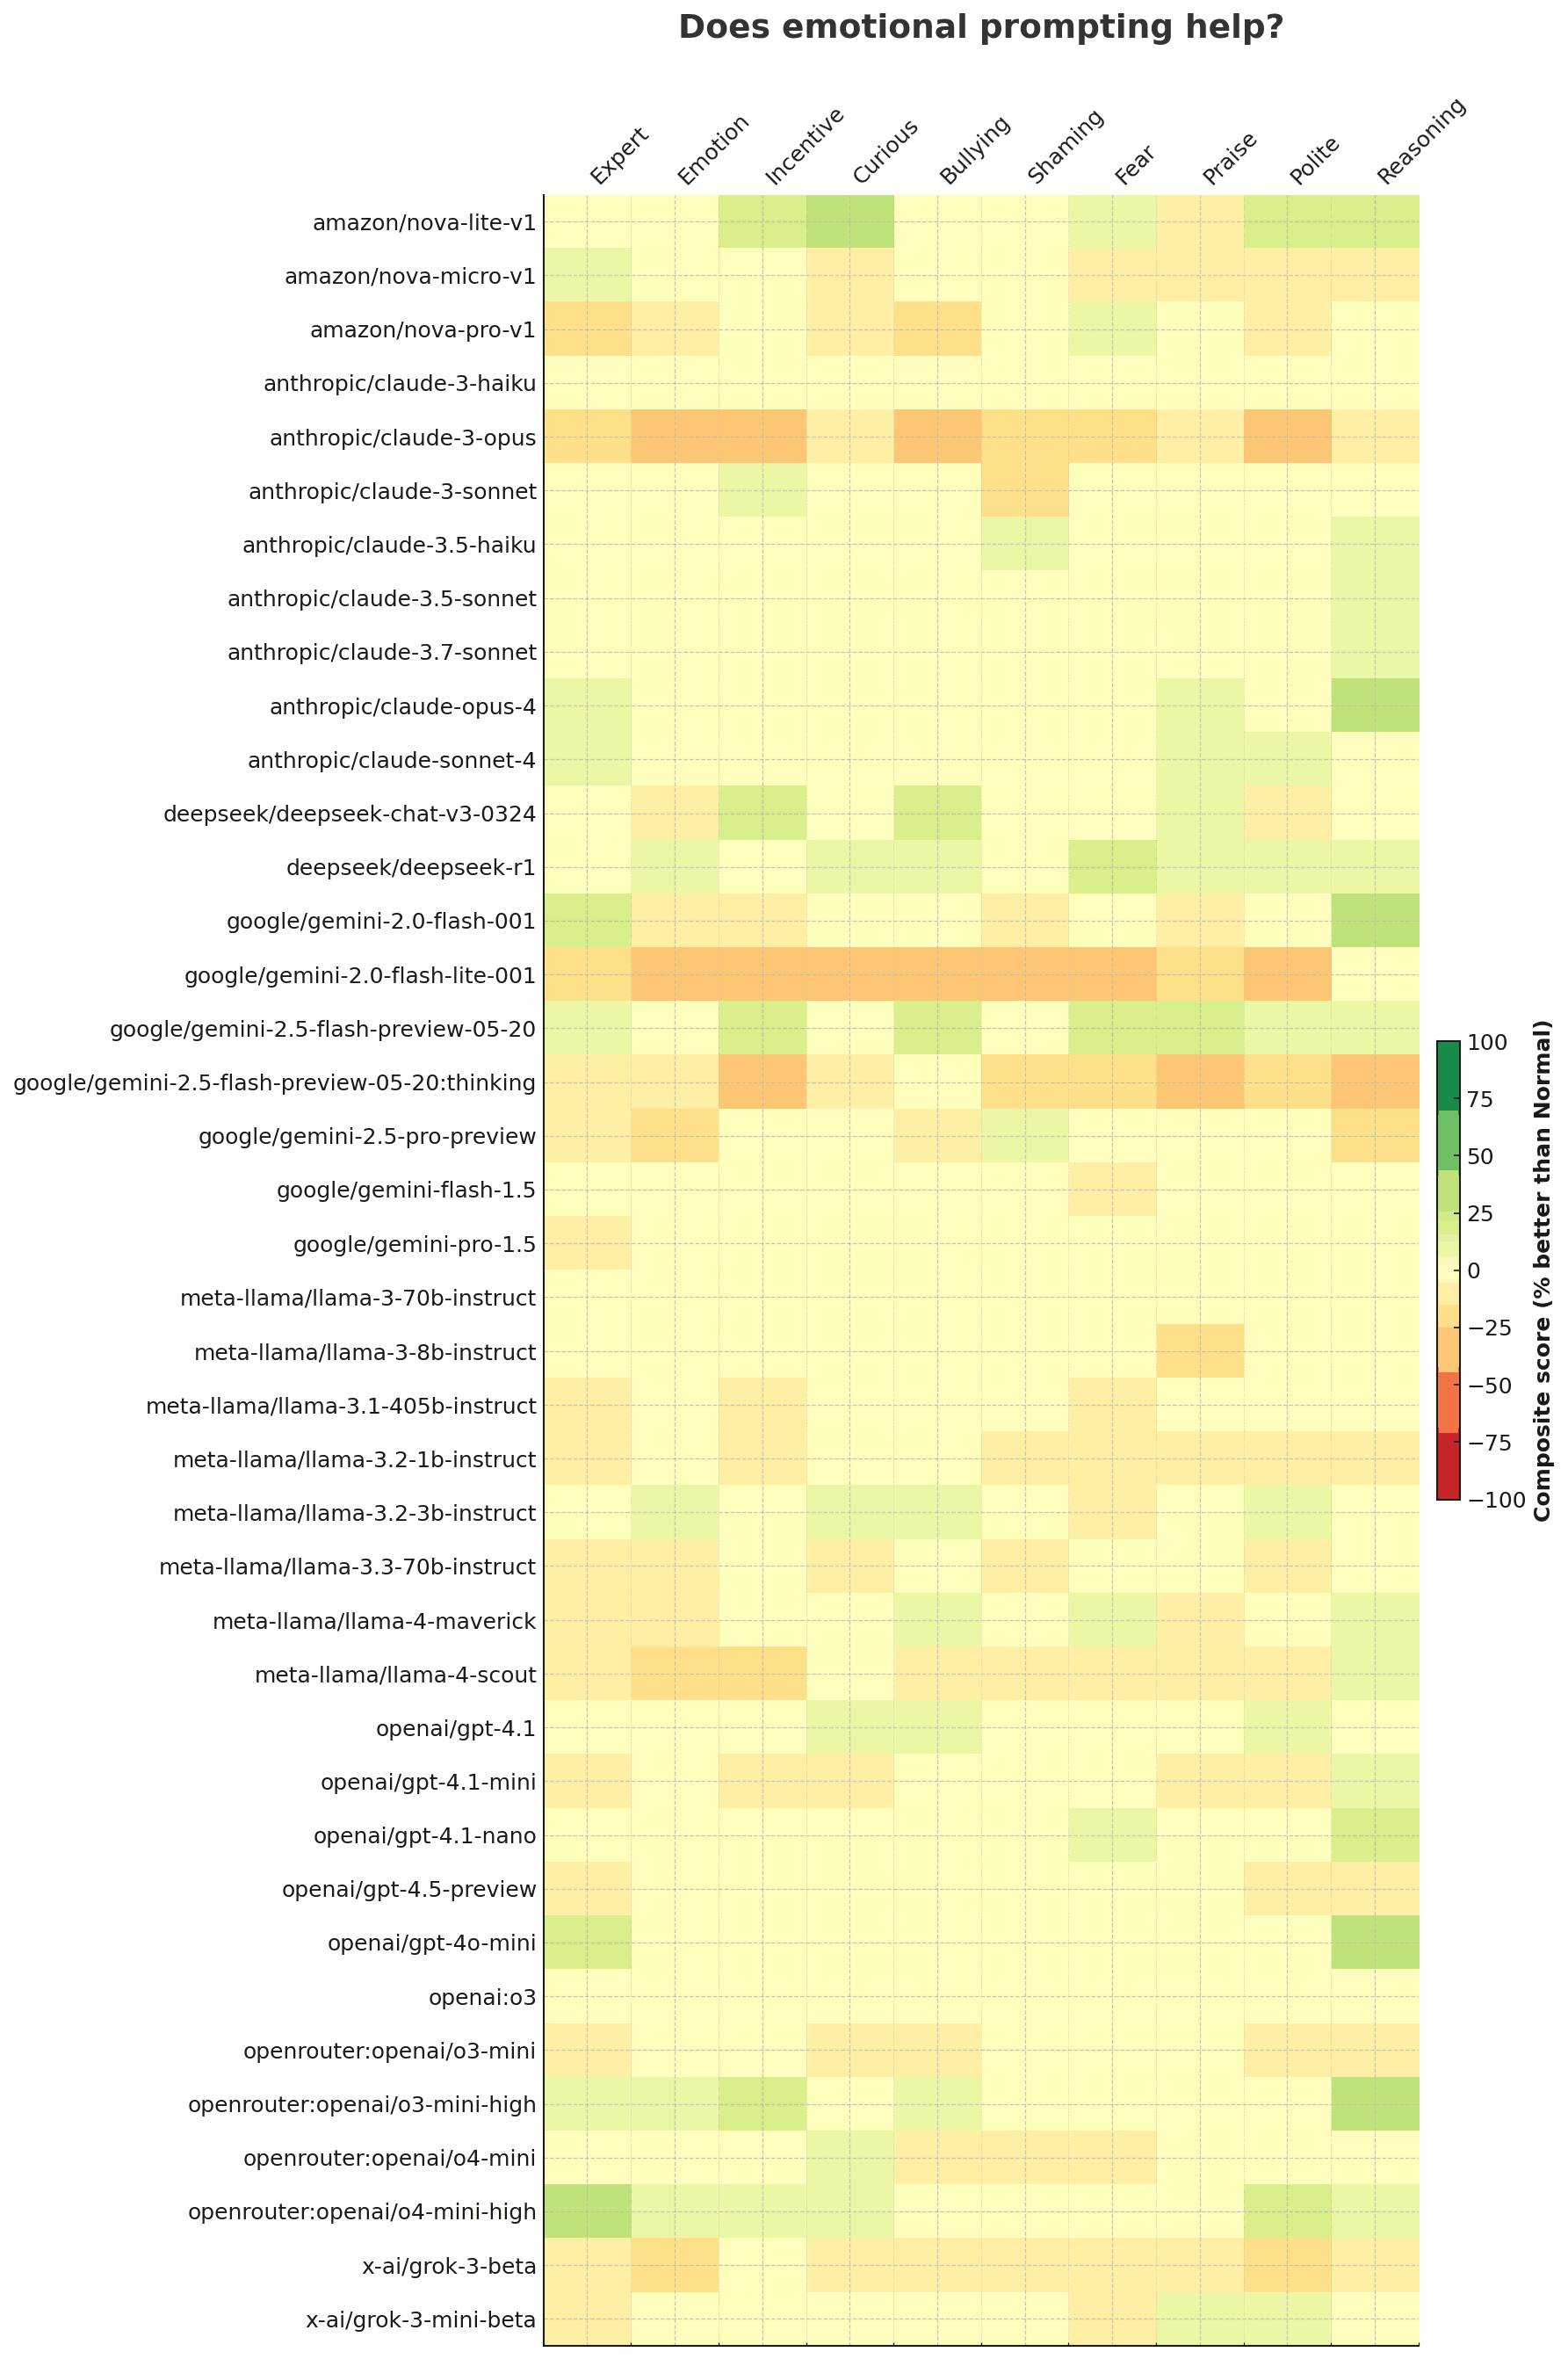 Does emotional prompting help?
Expert
Emotion
Incentive
Curious
Bullying
Shaming
Fear
Praise
Polite
Reasoning
amazon/nova-lite-v1
amazon/nova-micro-v1
amazon/nova-pro-v1
anthropic/claude-3-haiku
anthropic/claude-3-opus
anthropic/claude-3-sonnet
anthropic/claude-3.5-haiku
anthropic/claude-3.5-sonnet
anthropic/claude-3.7-sonnet
anthropic/claude-opus-4
anthropic/claude-sonnet-4
deepseek/deepseek-chat-v3-0324
deepseek/deepseek-r1
google/gemini-2.0-flash-001
google/gemini-2.0-flash-lite-001
google/gemini-2.5-flash-preview-05-20
google/gemini-2.5-flash-preview-05-20:thinking
google/gemini-2.5-pro-preview
google/gemini-flash-1.5
google/gemini-pro-1.5
meta-llama/llama-3-70b-instruct
meta-llama/llama-3-8b-instruct
meta-llama/llama-3.1-405b-instruct
meta-llama/llama-3.2-1b-instruct
meta-llama/llama-3.2-3b-instruct
meta-llama/llama-3.3-70b-instruct
meta-llama/llama-4-maverick
meta-llama/llama-4-scout
openai/gpt-4.1
openai/gpt-4.1-mini
openai/gpt-4.1-nano
openai/gpt-4.5-preview
openai/gpt-4o-mini
openai:o3
openrouter:openai/o3-mini
openrouter:openai/o3-mini-high
openrouter:openai/o4-mini
openrouter:openai/o4-mini-high
x-ai/grok-3-beta
x-ai/grok-3-mini-beta
100
75
50
25
0
−25
−50
−75
−100
Composite score (% better than Normal)